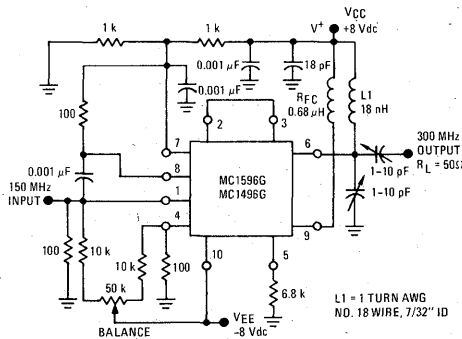 1 k
1 k
VCC
V+ +8 Vdc
0.001 µF
18 pF
0.001 µF
RFC
0.68 µH
L1
18 nH
100
2
3
7
6
300 MHz
OUTPUT
RL = 50Ω
8
0.001 µF
MC1596G
MC1496G
1-10 pF
150 MHz
INPUT
1
1-10 pF
4
9
10
5
100
10 k
10 k
100
6.8 k
50 k
BALANCE
VEE
-8 Vdc
L1 = 1 TURN AWG
NO. 18 WIRE, 7/32" ID